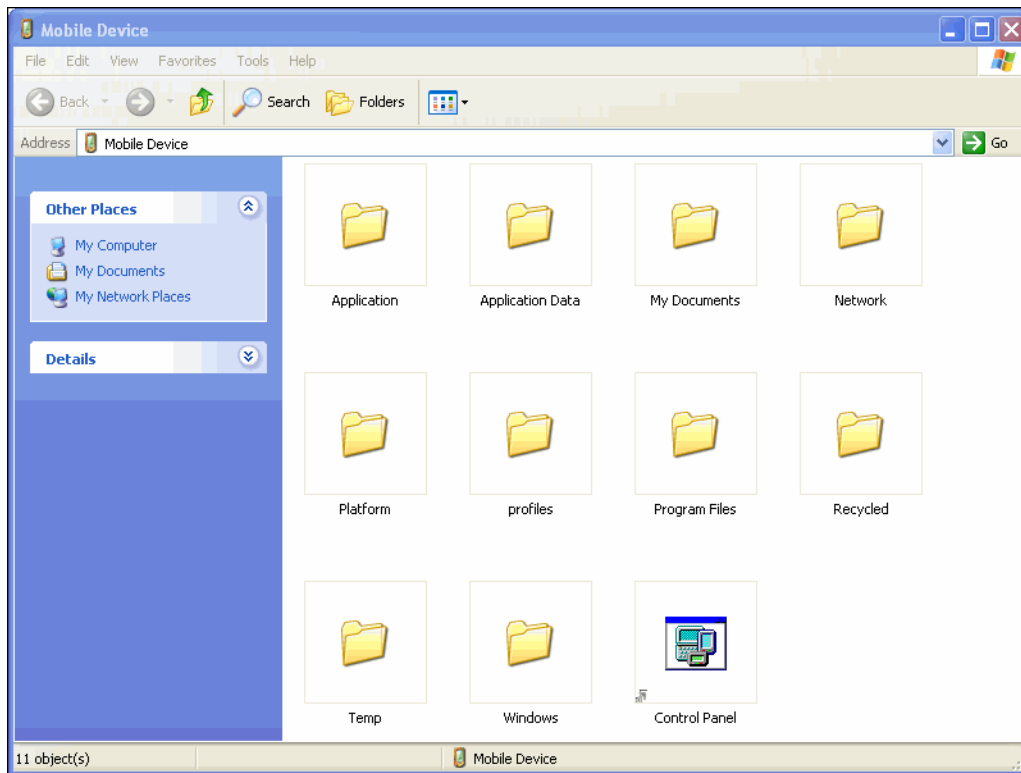 Mobile Device
File Edit View Favorites Tools Help
Back Search Folders
Address Mobile Device Go
Other Places
My Computer
My Documents
My Network Places
Details
Application Application Data My Documents Network
Platform profiles Program Files Recycled
Temp Windows Control Panel
11 object(s) Mobile Device